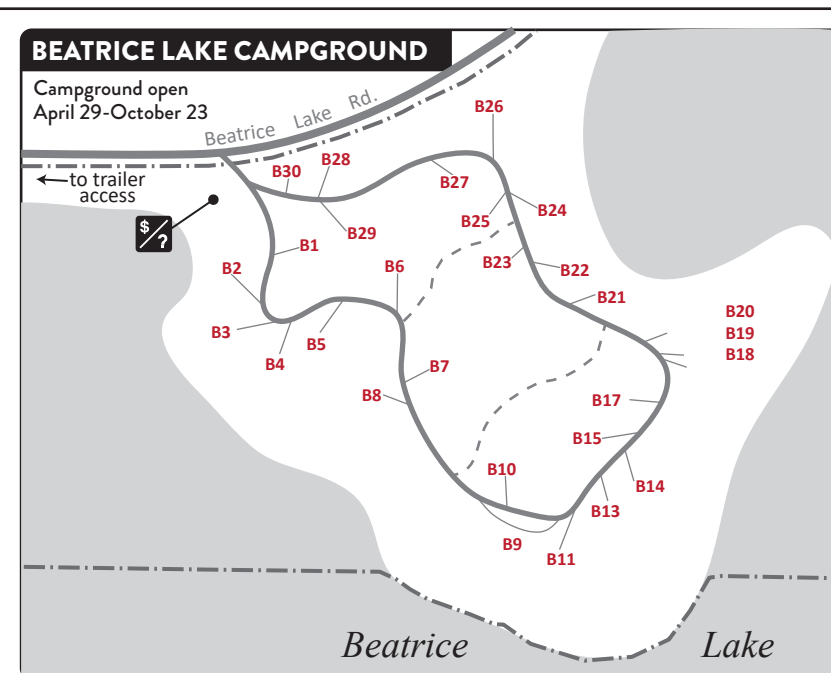 BEATRICE LAKE CAMPGROUND
Campground open
April 29-October 23
Beatrice Lake Rd.
to trailer
access
$/?
B30
B28
B26
B27
B29
B25
B24
B1
B6
B23
B22
B2
B21
B3
B5
B4
B20
B19
B18
B7
B8
B17
B15
B10
B14
B13
B9
B11
Beatrice Lake